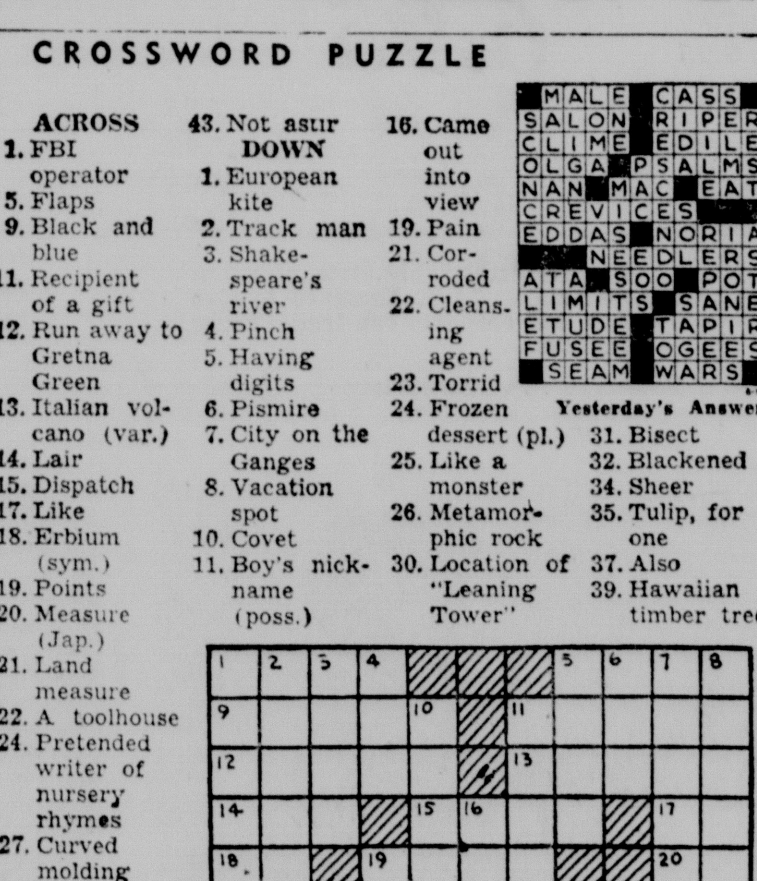 CROSSWORD PUZZLE
ACROSS
1. FBI
operator
5. Flaps
9. Black and
blue
11. Recipient
of a gift
12. Run away to
Gretna
Green
13. Italian vol-
cano (var.)
14. Lair
15. Dispatch
17. Like
18. Erbium
(sym.)
19. Points
20. Measure
(Jap.)
21. Land
measure
22. A toolhouse
24. Pretended
writer of
nursery
rhymes
27. Curved
molding
43. Not astir
DOWN
1. European
kite
2. Track man
3. Shake-
speare's
river
4. Pinch
5. Having
digits
6. Pismire
7. City on the
Ganges
8. Vacation
spot
10. Covet
11. Boy's nick-
name
(poss.)
16. Came
out
into
view
19. Pain
21. Cor-
roded
22. Cleans-
ing
agent
23. Torrid
24. Frozen
dessert (pl.)
25. Like a
monster
26. Metamor-
phic rock
30. Location of
"Leaning
Tower"
MALE CASS
SALON RIPER
CLIME EDILE
OLGA PSALMS
NAN MAC EAT
CREVICES
EDDAS NORIA
NEEDLERS
ATA SOO POT
LIMITS SANE
ETUDE TAPIR
FUSEE OGEES
SEAM WARS
Yesterday's Answe
31. Bisect
32. Blackened
34. Sheer
35. Tulip, for
one
37. Also
39. Hawaiian
timber tree
1 2 3 4 5 6 7 8
9 10 11
12 13
14 15 16 17
18 19 20